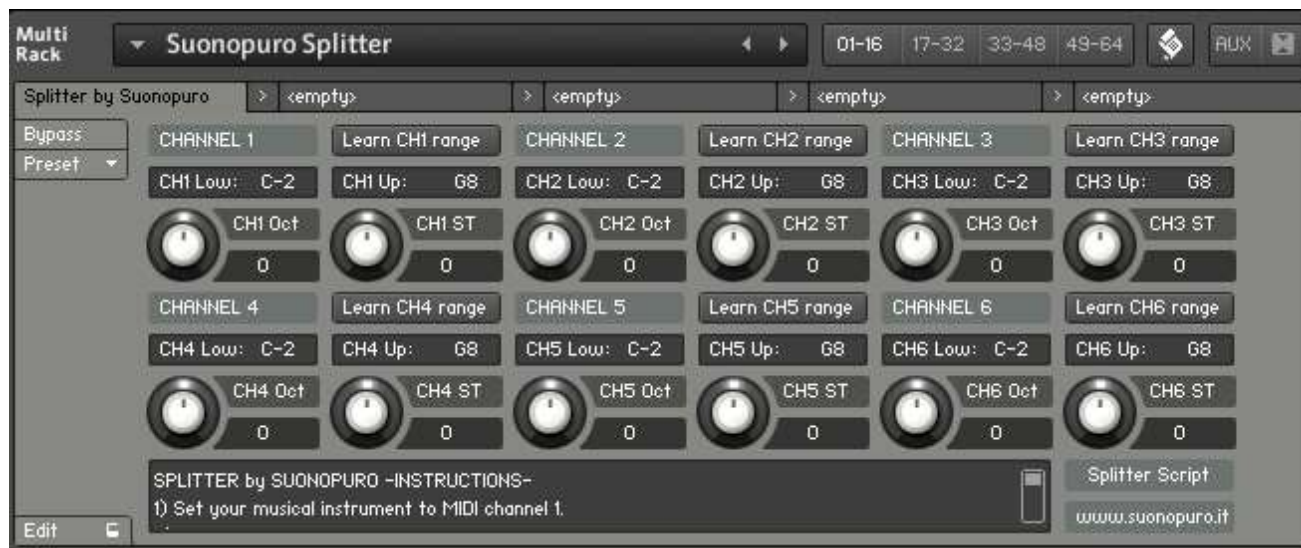 Multi Rack
Suonopuro Splitter
01-16 17-32 33-48 49-64 AUX
Splitter by Suonopuro > <empty> > <empty> > <empty> > <empty>
Bypass
Preset
CHANNEL 1 Learn CH1 range CHANNEL 2 Learn CH2 range CHANNEL 3 Learn CH3 range
CH1 Low: C-2 CH1 Up: G8 CH2 Low: C-2 CH2 Up: G8 CH3 Low: C-2 CH3 Up: G8
CH1 Oct CH1 ST CH2 Oct CH2 ST CH3 Oct CH3 ST
0 0 0 0 0 0
CHANNEL 4 Learn CH4 range CHANNEL 5 Learn CH5 range CHANNEL 6 Learn CH6 range
CH4 Low: C-2 CH4 Up: G8 CH5 Low: C-2 CH5 Up: G8 CH6 Low: C-2 CH6 Up: G8
CH4 Oct CH4 ST CH5 Oct CH5 ST CH6 Oct CH6 ST
0 0 0 0 0 0
SPLITTER by SUONOPURO -INSTRUCTIONS-
1) Set your musical instrument to MIDI channel 1.
Splitter Script
www.suonopuro.it
Edit